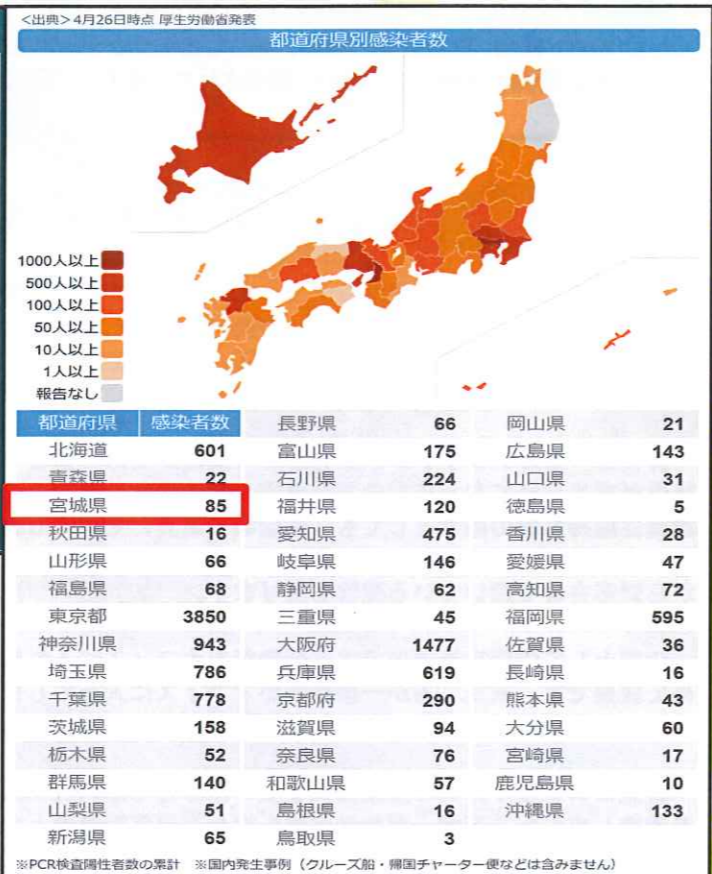 <出典> 4月26日時点 厚生労働省発表
都道府県別感染者数
1000人以上
500人以上
100人以上
50人以上
10人以上
1人以上
報告なし
都道府県 感染者数 長野県 66 岡山県 21
北海道 601 富山県 175 広島県 143
青森県 22 石川県 224 山口県 31
宮城県 85 福井県 120 徳島県 5
秋田県 16 愛知県 475 香川県 28
山形県 66 岐阜県 146 愛媛県 47
福島県 68 静岡県 62 高知県 72
東京都 3850 三重県 45 福岡県 595
神奈川県 943 大阪府 1477 佐賀県 36
埼玉県 786 兵庫県 619 長崎県 16
千葉県 778 京都府 290 熊本県 43
茨城県 158 滋賀県 94 大分県 60
栃木県 52 奈良県 76 宮崎県 17
群馬県 140 和歌山県 57 鹿児島県 10
山梨県 51 島根県 16 沖縄県 133
新潟県 65 鳥取県 3
※PCR検査陽性者数の累計 ※国内発生事例（クルーズ船・帰国チャーター便などは含みません）